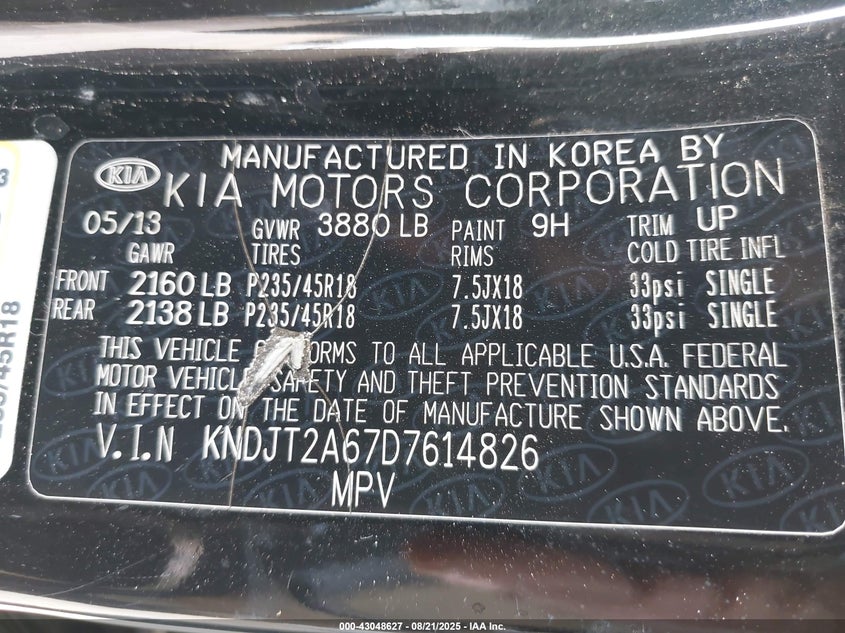 MANUFACTURED IN KOREA BY
KIA KIA MOTORS CORPORATION
05/13 GVWR 3880 LB PAINT 9H TRIM UP
GAWR TIRES RIMS COLD TIRE INFL
FRONT 2160 LB P235/45R18 7.5JX18 33psi SINGLE
REAR 2138 LB P235/45R18 7.5JX18 33psi SINGLE
THIS VEHICLE TO ALL APPLICABLE U.S.A. FEDERAL
MOTOR VEHICLE SAFETY AND THEFT PREVENTION STANDARDS
IN EFFECT ON THE DATE OF MANUFACTURE SHOWN ABOVE.
V.I.N KNDJT2A67D7614826
MPV
000-43048627 - 08/21/2025 - IAA Inc.